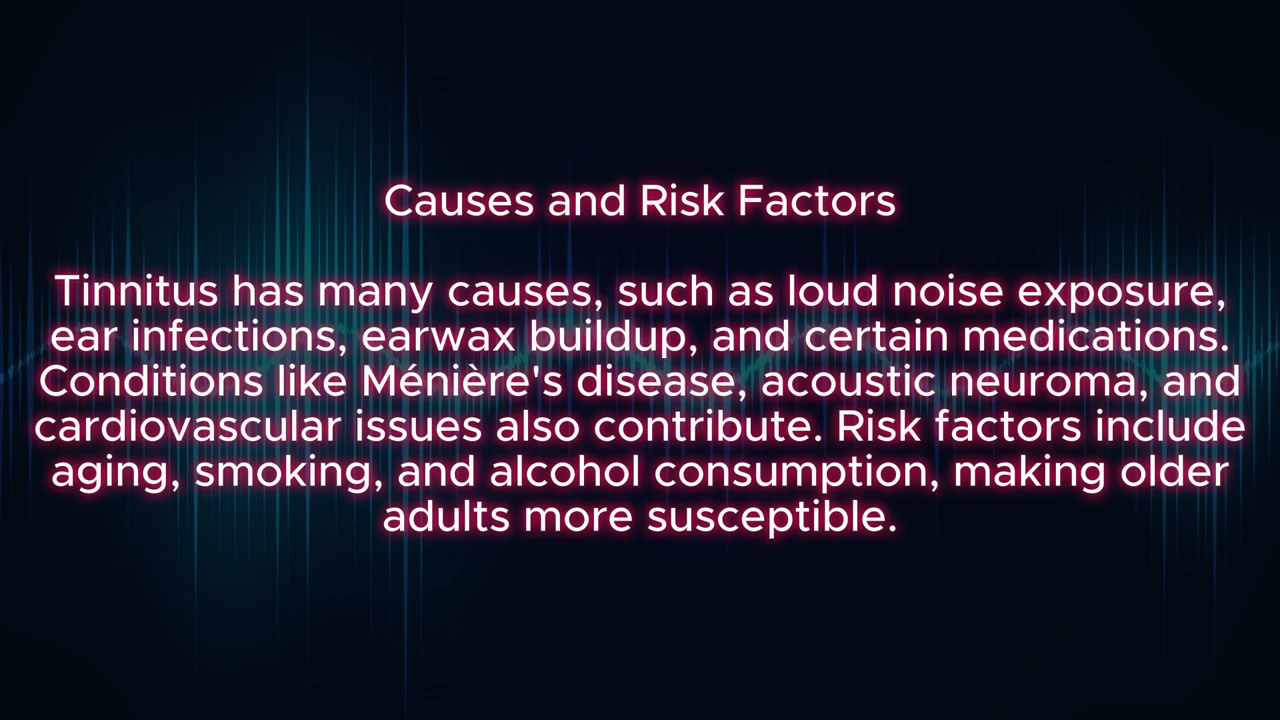 Causes and Risk Factors
Tinnitus has many causes, such as loud noise exposure,
ear infections, earwax buildup, and certain medications.
Conditions like Ménière's disease, acoustic neuroma, and
cardiovascular issues also contribute. Risk factors include
aging, smoking, and alcohol consumption, making older
adults more susceptible.